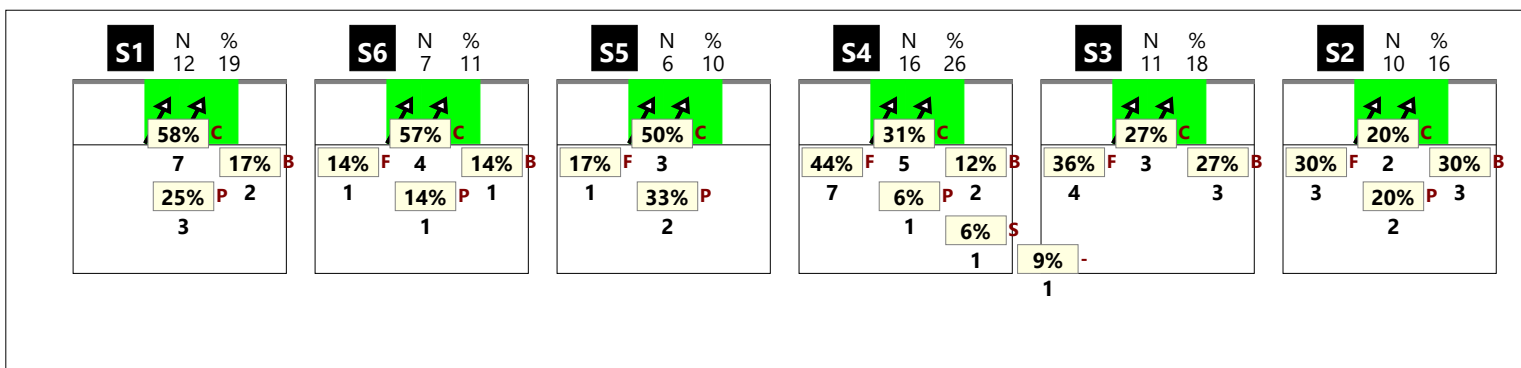 S1 N % S6 N % S5 N % S4 N % S3 N % S2 N %
12 19 7 11 6 10 16 26 11 18 10 16
58% C 57% C 50% C 31% C 27% C 20% C
7 17% B 14% F 4 14% B 17% F 3 44% F 5 12% B 36% F 3 27% B 30% F 2 30% B
25% P 2 1 14% P 1 1 33% P 7 6% P 2 4 3 3 20% P 3
3 1 2 1 6% S 2
1 9% -
1